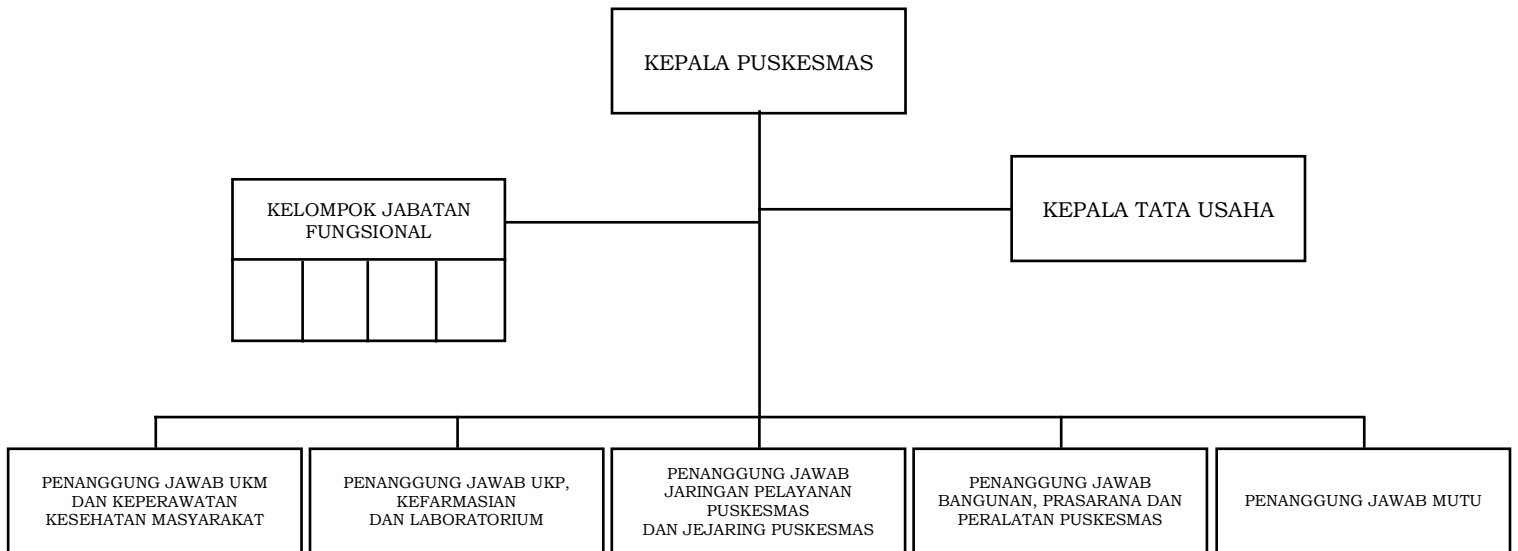 KEPALA PUSKESMAS
KELOMPOK JABATAN
FUNGSIONAL
KEPALA TATA USAHA
PENANGGUNG JAWAB UKM
DAN KEPERAWATAN
KESEHATAN MASYARAKAT
PENANGGUNG JAWAB UKP,
KEFARMASIAN
DAN LABORATORIUM
PENANGGUNG JAWAB
JARINGAN PELAYANAN
PUSKESMAS
DAN JEJARING PUSKESMAS
PENANGGUNG JAWAB
BANGUNAN, PRASARANA DAN
PERALATAN PUSKESMAS
PENANGGUNG JAWAB MUTU